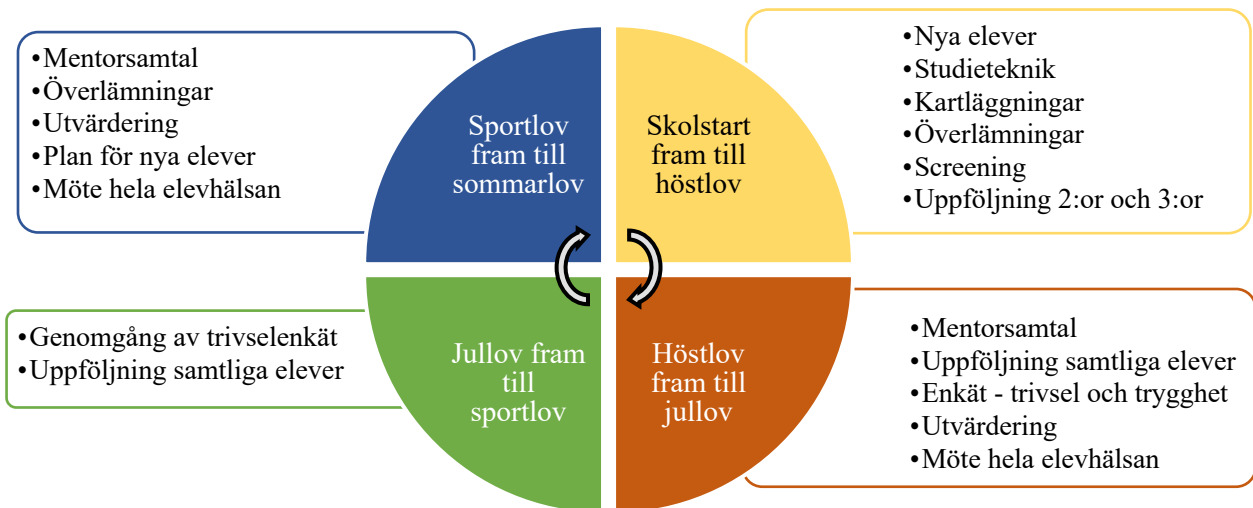 •Mentorsamtal
•Överlämningar
•Utvärdering
•Plan för nya elever
•Möte hela elevhälsan
Sportlov
fram till
sommarlov
Skolstart
fram till
höstlov
•Nya elever
•Studieteknik
•Kartläggningar
•Överlämningar
•Screening
•Uppföljning 2:or och 3:or
•Genomgång av trivselenkät
•Uppföljning samtliga elever
Jullov fram
till
sportlov
Höstlov
fram till
jullov
•Mentorsamtal
•Uppföljning samtliga elever
•Enkät - trivsel och trygghet
•Utvärdering
•Möte hela elevhälsan